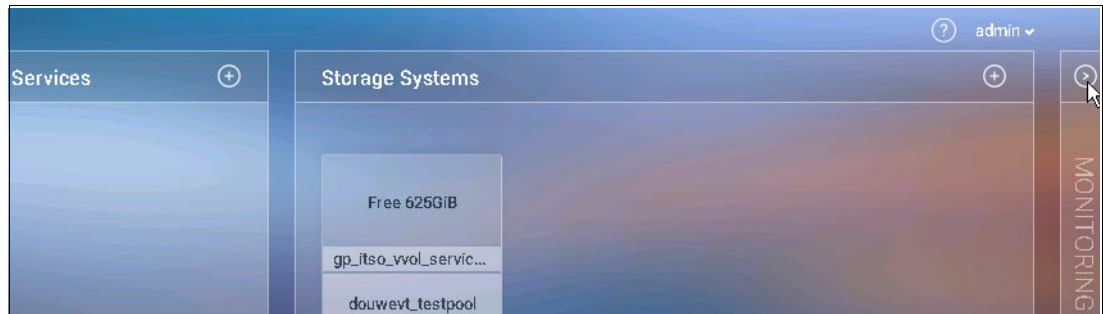 ? admin
Services
Storage Systems
MONITORING
Free 625GiB
gp_itso_vvol_servic...
douwevt_testpool